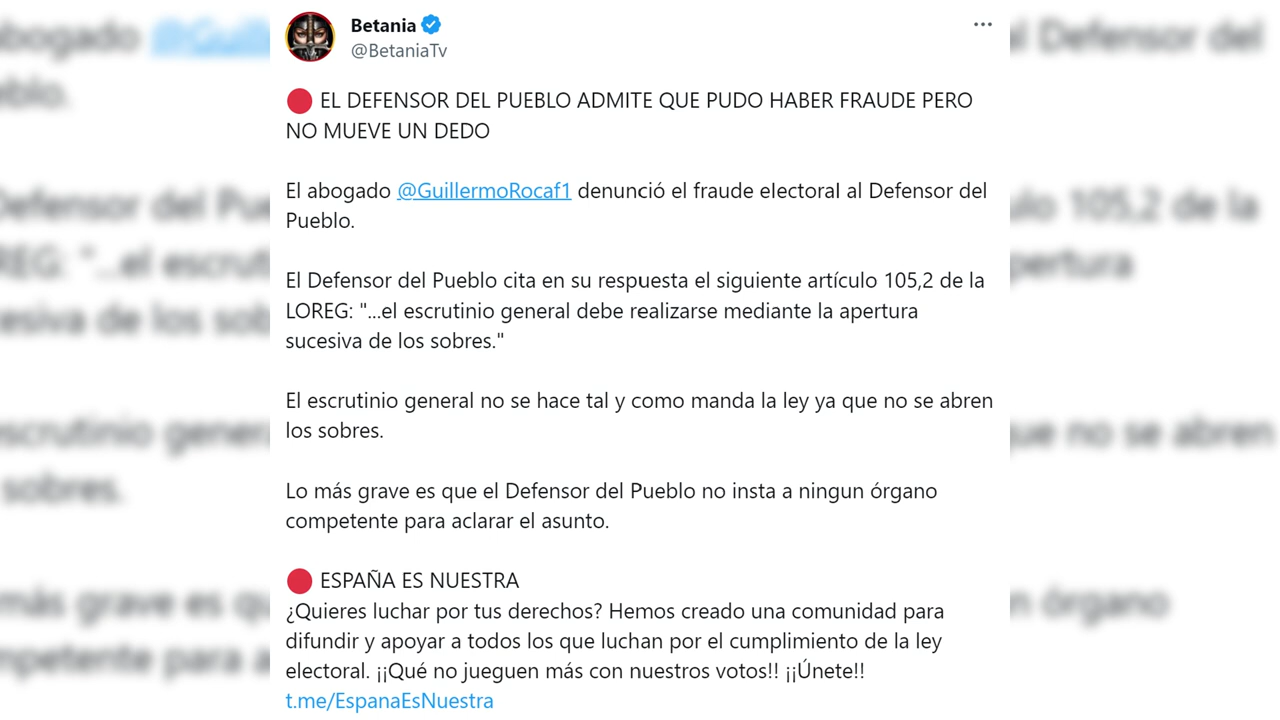 Betania
@BetaniaTv
EL DEFENSOR DEL PUEBLO ADMITE QUE PUDO HABER FRAUDE PERO
NO MUEVE UN DEDO
El abogado @GuillermoRocaf1 denunció el fraude electoral al Defensor del
Pueblo.
El Defensor del Pueblo cita en su respuesta el siguiente artículo 105,2 de la
LOREG: "...el escrutinio general debe realizarse mediante la apertura
sucesiva de los sobres."
El escrutinio general no se hace tal y como manda la ley ya que no se abren
los sobres.
Lo más grave es que el Defensor del Pueblo no insta a ningun órgano
competente para aclarar el asunto.
ESPAÑA ES NUESTRA
¿Quieres luchar por tus derechos? Hemos creado una comunidad para
difundir y apoyar a todos los que luchan por el cumplimiento de la ley
electoral. ¡¡Qué no jueguen más con nuestros votos!! ¡¡Únete!!
t.me/EspanaEsNuestra